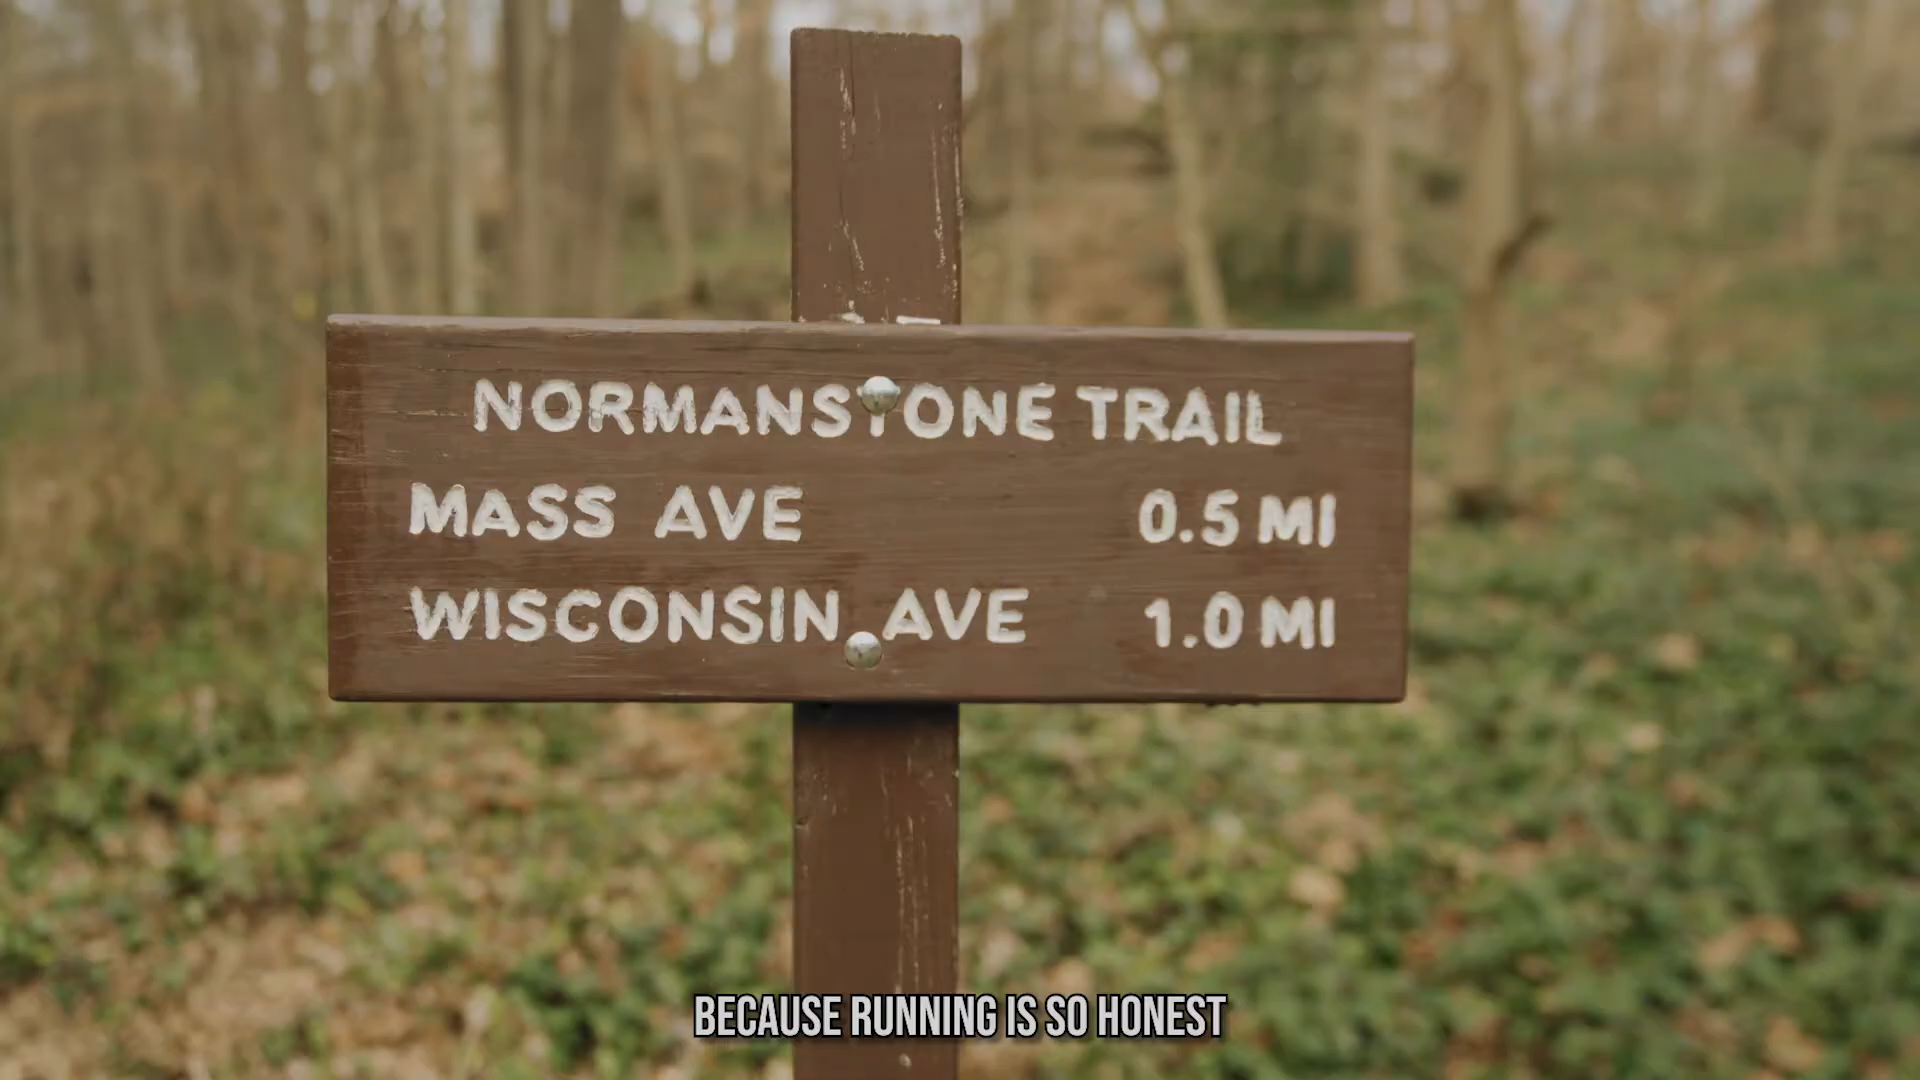 NORMANSTONE TRAIL
MASS AVE 0.5 MI
WISCONSIN AVE 1.0 MI
BECAUSE RUNNING IS SO HONEST